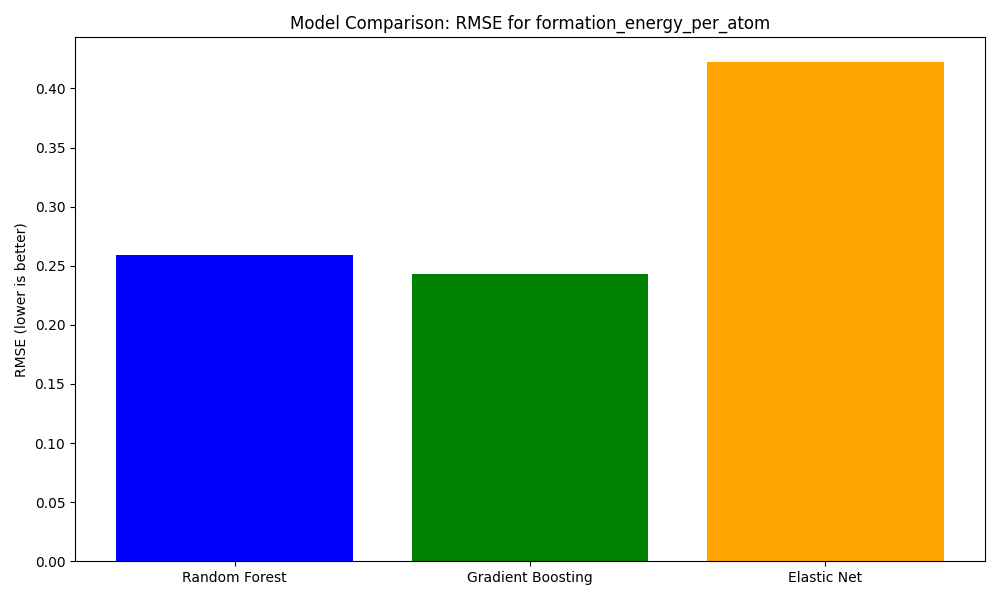 Model Comparison: RMSE for formation_energy_per_atom
RMSE (lower is better)
0.40
0.35
0.30
0.25
0.20
0.15
0.10
0.05
0.00
Random Forest
Gradient Boosting
Elastic Net